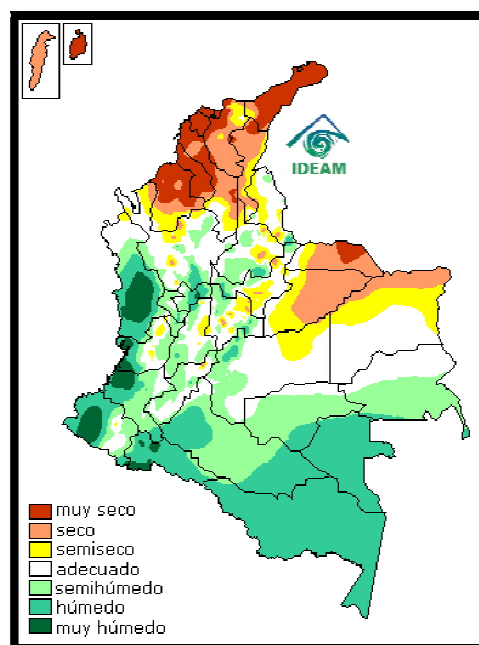 IDEAM
muy seco
seco
semiseco
adecuado
semihúmedo
húmedo
muy húmedo